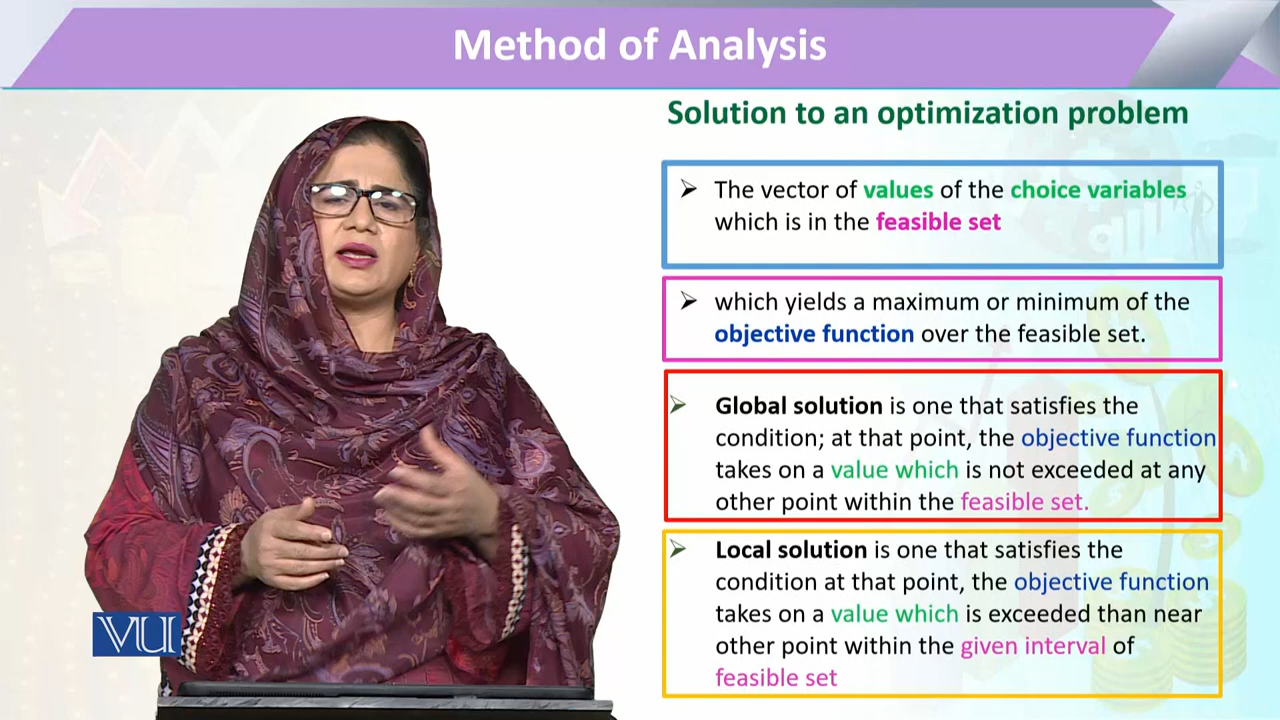 Method of Analysis
Solution to an optimization problem
➢ The vector of values of the choice variables
which is in the feasible set
➢ which yields a maximum or minimum of the
objective function over the feasible set.
➢ Global solution is one that satisfies the
condition; at that point, the objective function
takes on a value which is not exceeded at any
other point within the feasible set.
➢ Local solution is one that satisfies the
condition at that point, the objective function
takes on a value which is exceeded than near
other point within the given interval of
feasible set
VU